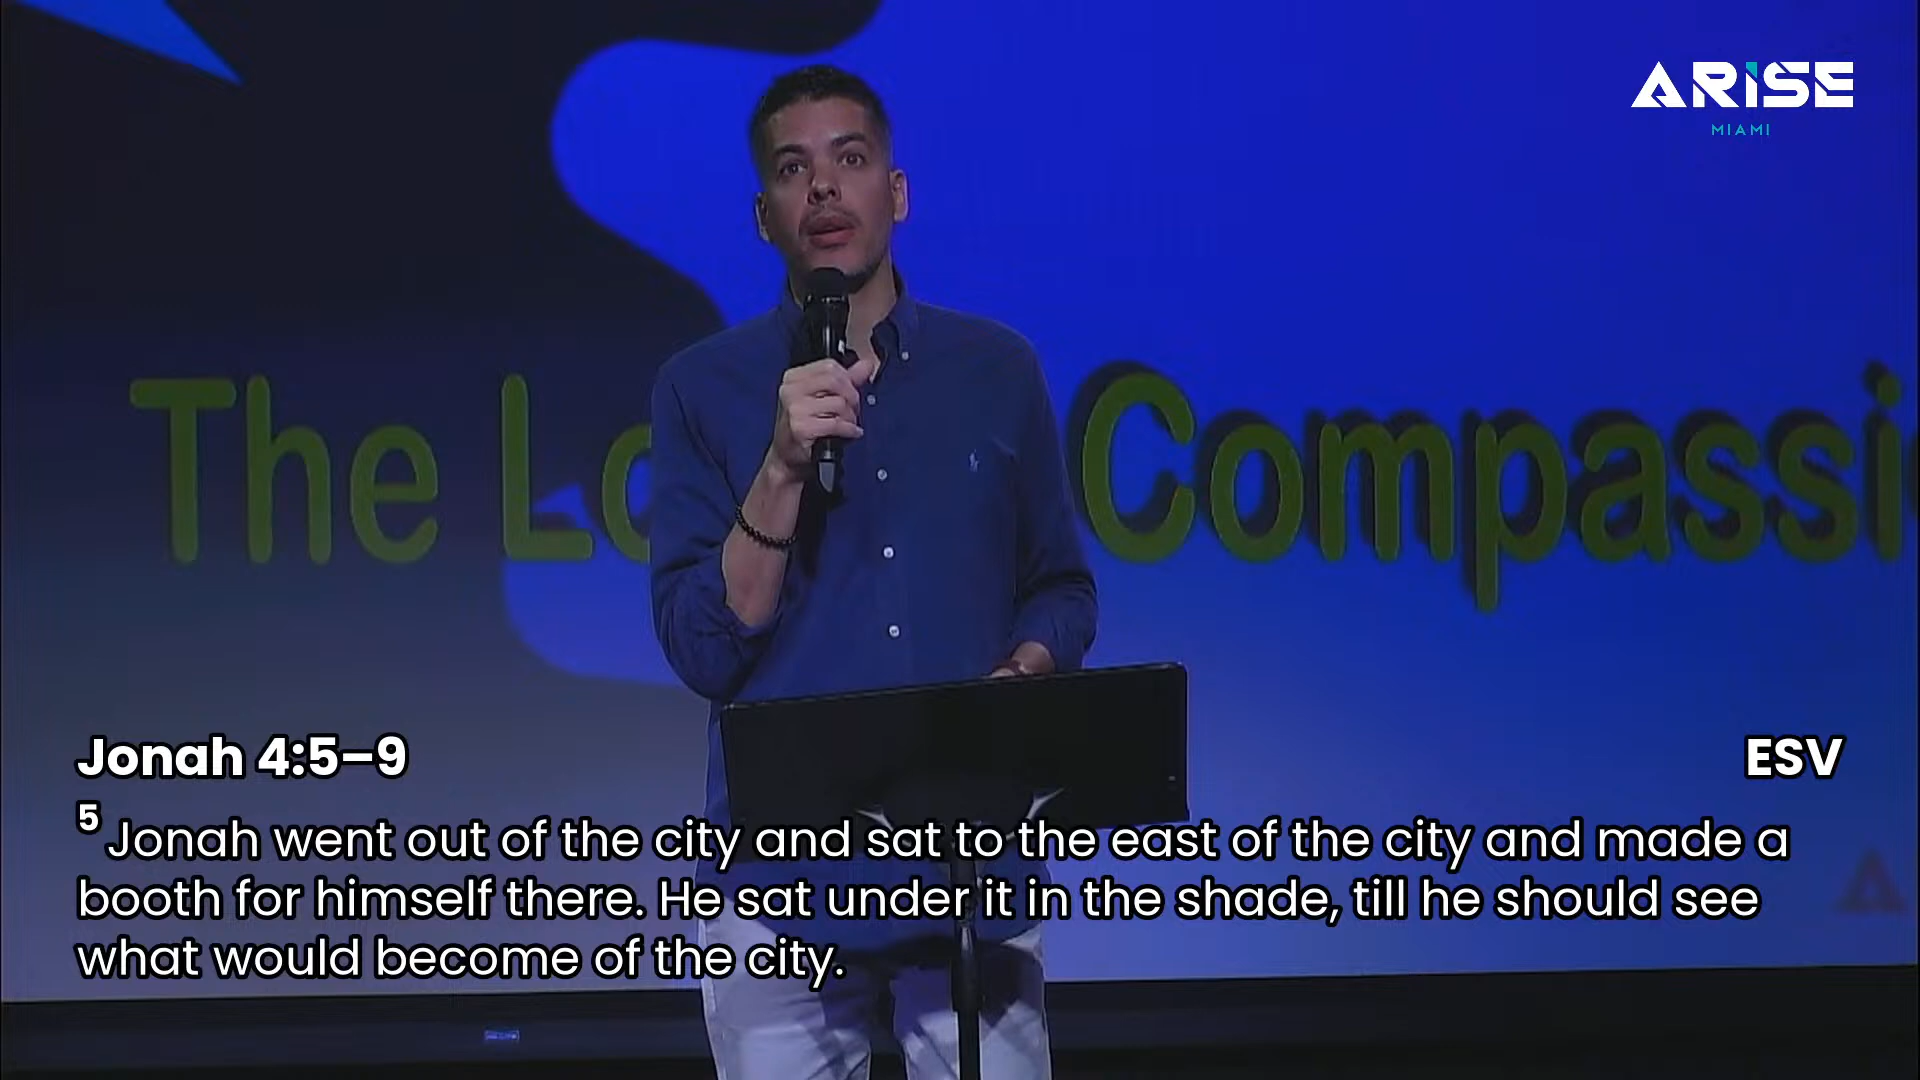 ARISE
MIAMI
The Lo Compassi
Jonah 4:5–9 ESV
5 Jonah went out of the city and sat to the east of the city and made a
booth for himself there. He sat under it in the shade, till he should see
what would become of the city.